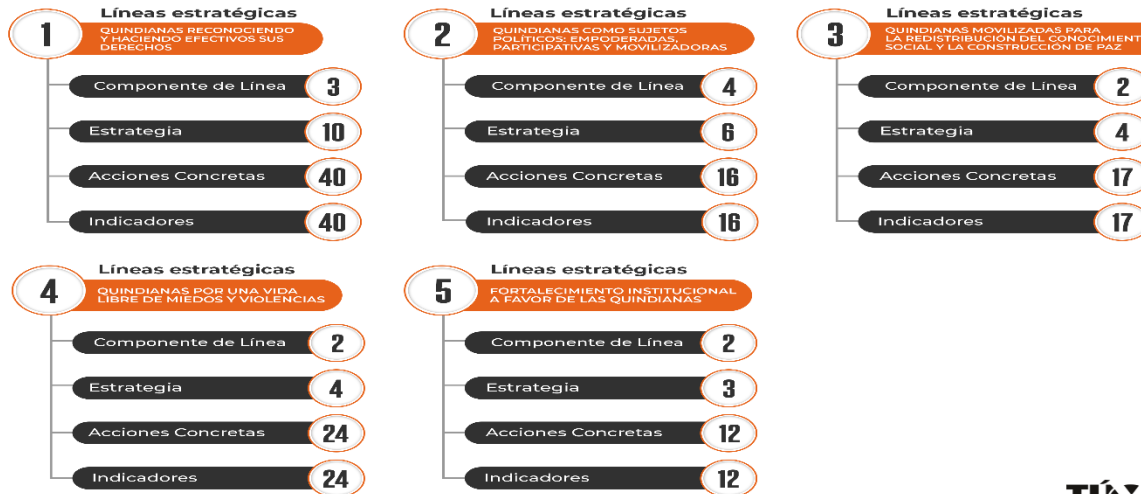 Líneas estratégicas
1
QUINDIANAS RECONOCIENDO
Y HACIENDO EFECTIVOS SUS
DERECHOS
Componente de Línea 3
Estrategia 10
Acciones Concretas 40
Indicadores 40
Líneas estratégicas
2
QUINDIANAS COMO SUJETOS
POLÍTICOS: EMPODERADAS,
PARTICIPATIVAS Y MOVILIZADORAS
Componente de Línea 4
Estrategia 6
Acciones Concretas 16
Indicadores 16
Líneas estratégicas
3
QUINDIANAS MOVILIZADAS PARA
LA REDISTRIBUCIÓN DEL CONOCIMIENT
SOCIAL Y LA CONSTRUCCIÓN DE PAZ
Componente de Línea 2
Estrategia 4
Acciones Concretas 17
Indicadores 17
Líneas estratégicas
4
QUINDIANAS POR UNA VIDA
LIBRE DE MIEDOS Y VIOLENCIAS
Componente de Línea 2
Estrategia 4
Acciones Concretas 24
Indicadores 24
Líneas estratégicas
5
FORTALECIMIENTO INSTITUCIONAL
A FAVOR DE LAS QUINDIANAS
Componente de Línea 2
Estrategia 3
Acciones Concretas 12
Indicadores 12